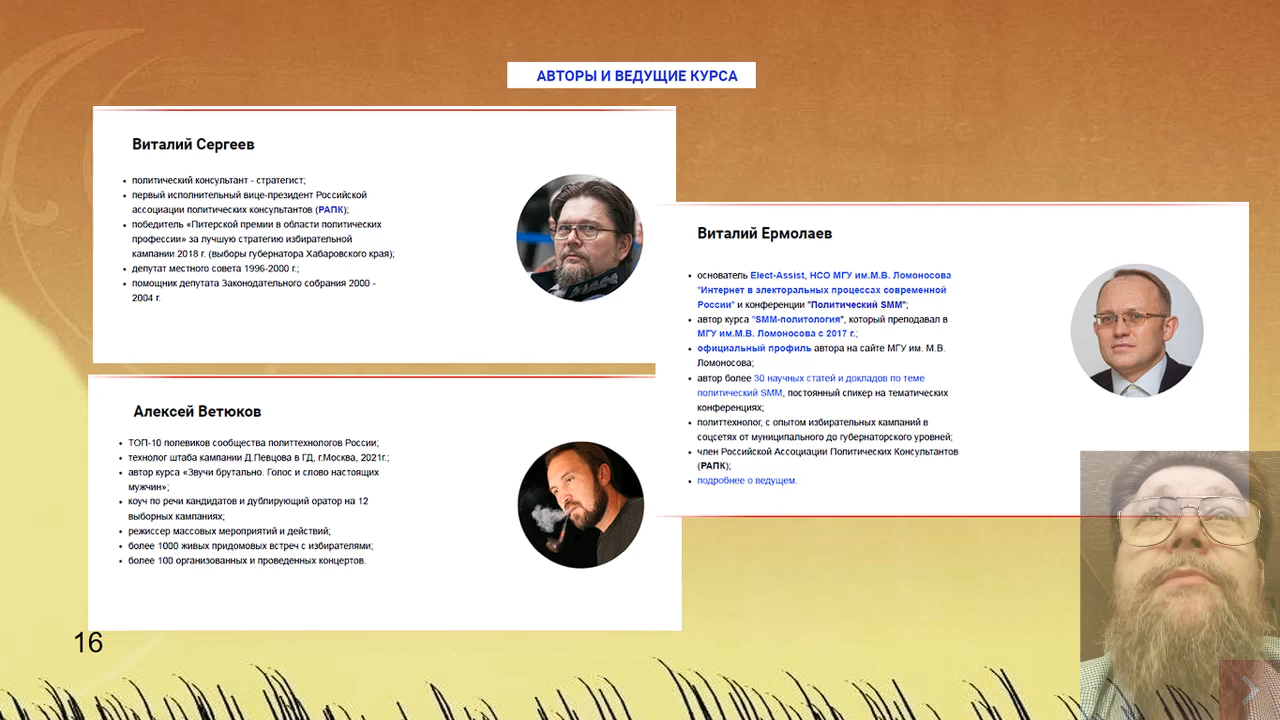 АВТОРЫ И ВЕДУЩИЕ КУРСА
Виталий Сергеев
• политический консультант - стратегист;
• первый исполнительный вице-президент Российской
ассоциации политических консультантов (РАПК);
• победитель «Питерской премии в области политических
профессии» за лучшую стратегию избирательной
кампании 2018 г. (выборы губернатора Хабаровского края);
• депутат местного совета 1996-2000 г.;
• помощник депутата Законодательного собрания 2000 -
2004 г.
Алексей Ветюков
• ТОП-10 полевиков сообщества политтехнологов России;
• технолог штаба кампании Д.Певцова в ГД, г.Москва, 2021г.;
• автор курса «Звучи брутально. Голос и слово настоящих
мужчин»;
• коуч по речи кандидатов и дублирующий оратор на 12
выборных кампаниях;
• режиссер массовых мероприятий и действий;
• более 1000 живых придомовых встреч с избирателями;
• более 100 организованных и проведенных концертов.
Виталий Ермолаев
• основатель Elect-Assist, НСО МГУ им.М.В. Ломоносова
"Интернет в электоральных процессах современной
России" и конференции "Политический SMM";
• автор курса "SMM-политология", который преподавал в
МГУ им.М.В. Ломоносова с 2017 г.;
• официальный профиль автора на сайте МГУ им. М.В.
Ломоносова;
• автор более 30 научных статей и докладов по теме
политический SMM, постоянный спикер на тематических
конференциях;
• политтехнолог, с опытом избирательных кампаний в
соцсетях от муниципального до губернаторского уровней;
• член Российской Ассоциации Политических Консультантов
(РАПК);
• подробнее о ведущем.
16